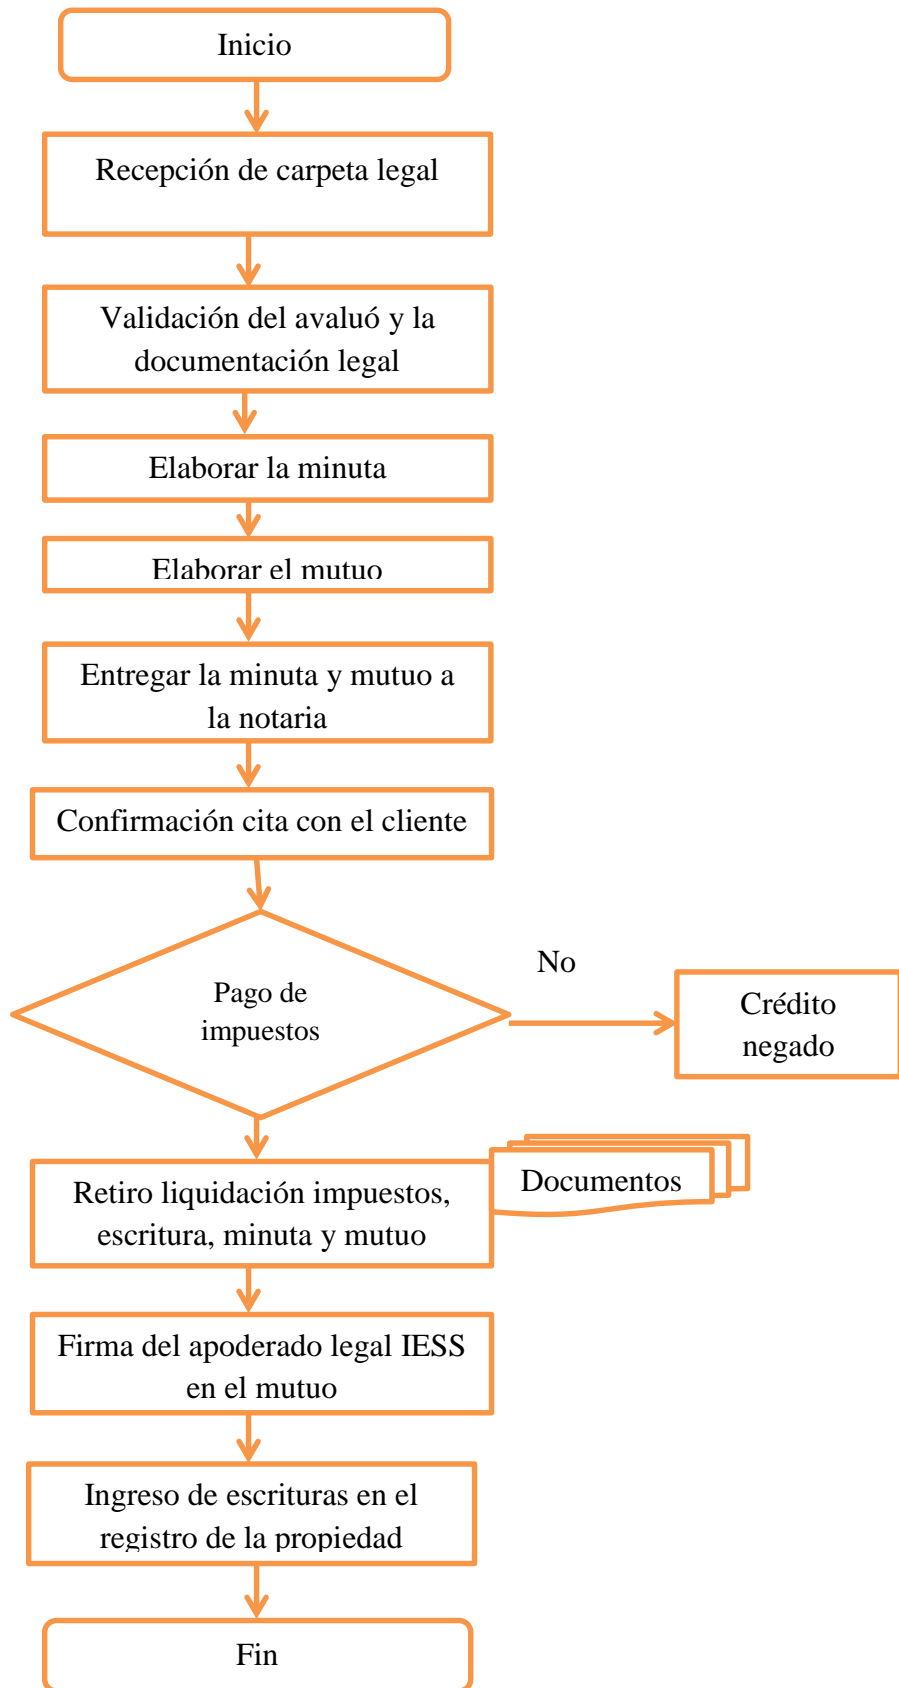 Inicio
Recepción de carpeta legal
Validación del avaluó y la
documentación legal
Elaborar la minuta
Elaborar el mutuo
Entregar la minuta y mutuo a
la notaria
Confirmación cita con el cliente
Pago de
impuestos
No
Crédito
negado
Retiro liquidación impuestos,
escritura, minuta y mutuo
Documentos
Firma del apoderado legal IESS
en el mutuo
Ingreso de escrituras en el
registro de la propiedad
Fin